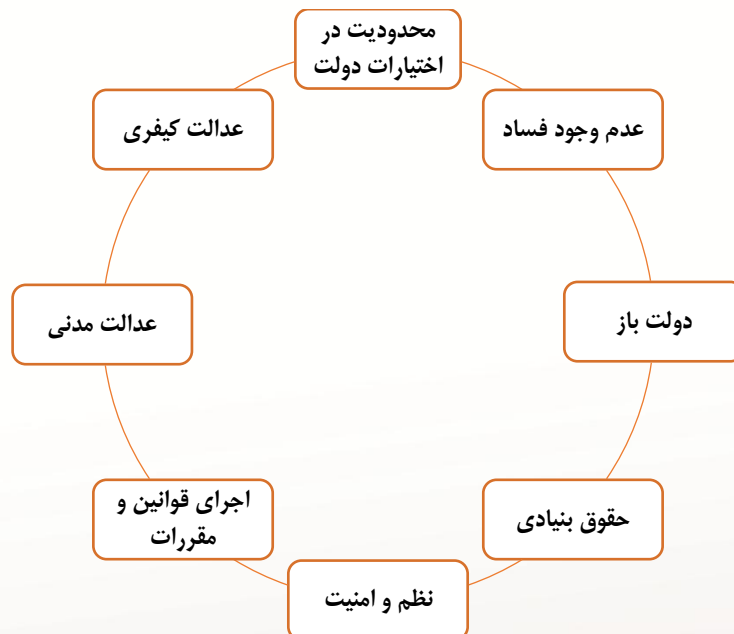 محدودیت در
اختیارات دولت
عدم وجود فساد
دولت باز
حقوق بنیادی
نظم و امنیت
اجرای قوانین و
مقررات
عدالت مدنی
عدالت کیفری